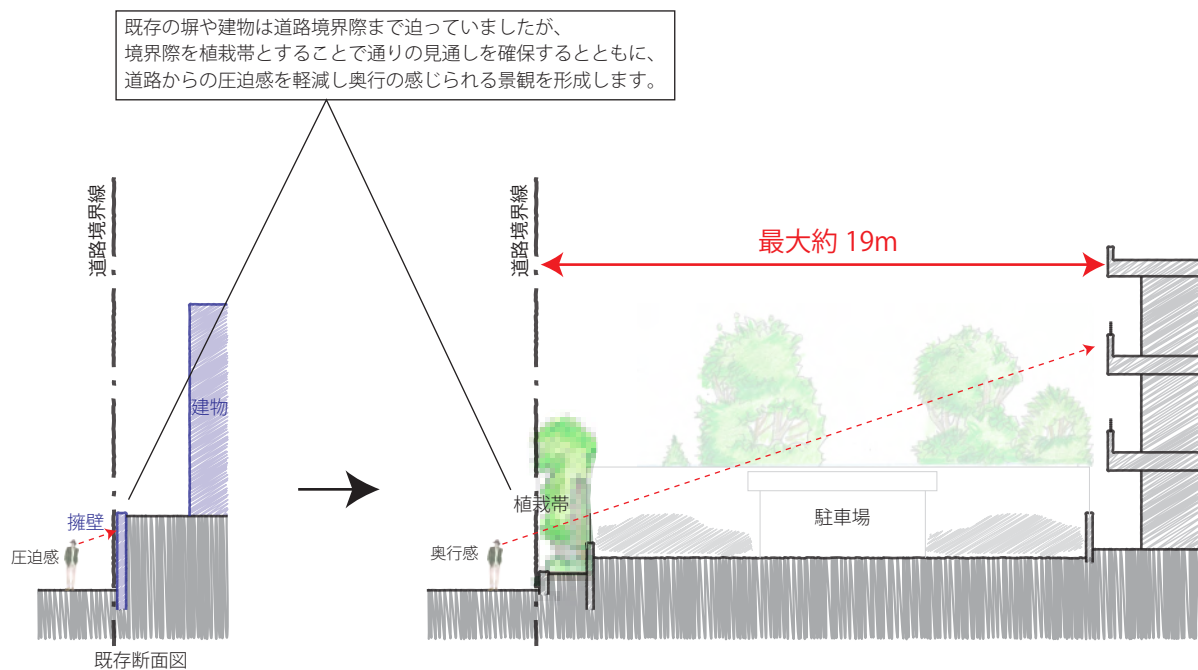 既存の塀や建物は道路境界際まで迫っていましたが、
境界際を植栽帯とすることで通りの見通しを確保するとともに、
道路からの圧迫感を軽減し奥行の感じられる景観を形成します。
道路境界線
建物
擁壁
圧迫感
既存断面図
道路境界線
最大約 19m
植栽帯
奥行感
駐車場